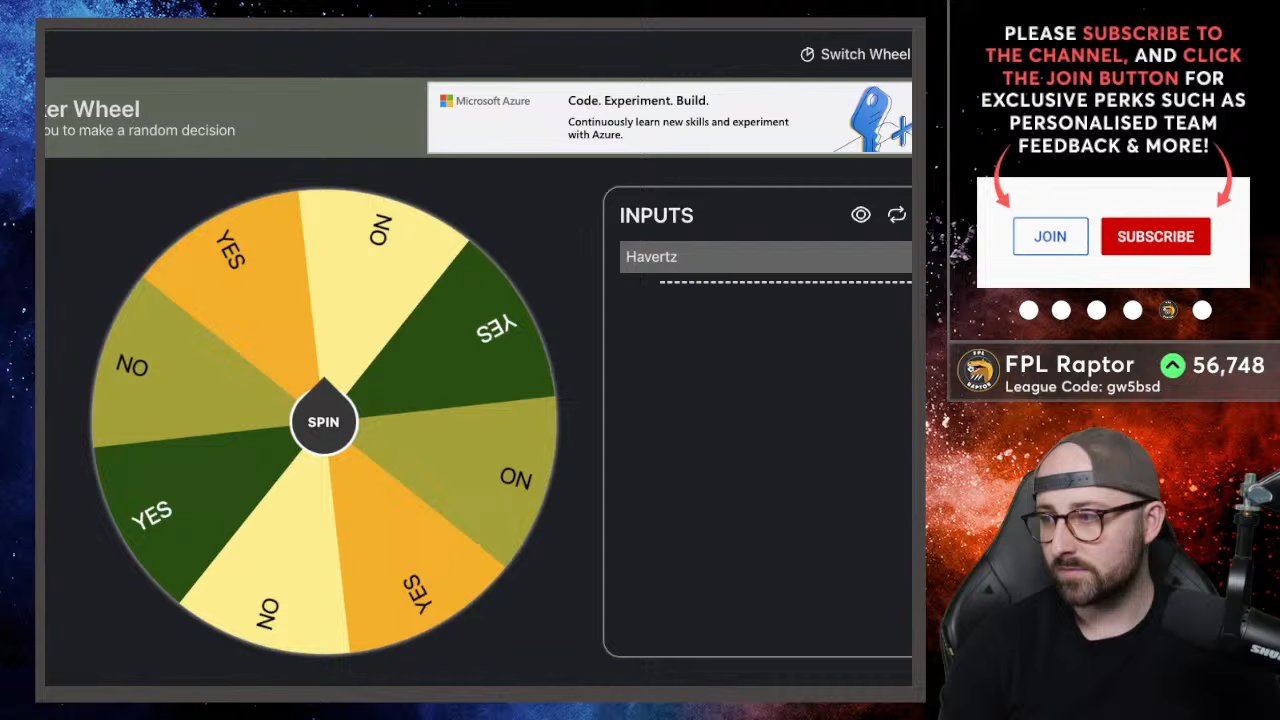 Switch Wheel
ter Wheel
ou to make a random decision
Microsoft Azure
Code. Experiment. Build.
Continuously learn new skills and experiment
with Azure.
NO
YES
YES
NO
SPIN
NO
YES
YES
NO
INPUTS
Havertz
PLEASE SUBSCRIBE TO
THE CHANNEL, AND CLICK
THE JOIN BUTTON FOR
EXCLUSIVE PERKS SUCH AS
PERSONALISED TEAM
FEEDBACK & MORE!
JOIN
SUBSCRIBE
FPL Raptor
56,748
League Code: gw5bsd
FPL
RAPTOR